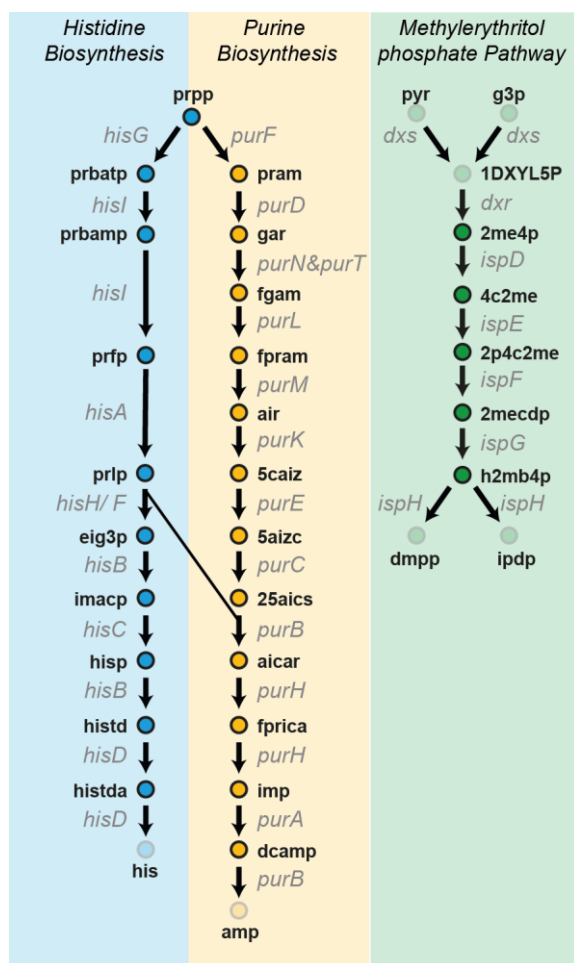 Histidine
Biosynthesis
Purine
Biosynthesis
Methylerythritol
phosphate Pathway
prpp
hisG
purF
prbatp
pram
hisI
purD
prbamp
gar
purN&purT
hisI
fgam
purL
prfp
fpram
purM
hisA
air
purK
prlp
5caiz
hisH/ F
purE
eig3p
5aizc
hisB
purC
imacp
25aics
hisC
purB
hisp
aicar
hisB
purH
histd
fprica
hisD
purH
histda
imp
hisD
purA
his
dcamp
purB
amp
pyr
g3p
dxs
dxs
1DXYL5P
dxr
2me4p
ispD
4c2me
ispE
2p4c2me
ispF
2mecdp
ispG
h2mb4p
ispH
ispH
dmpp
ipdp